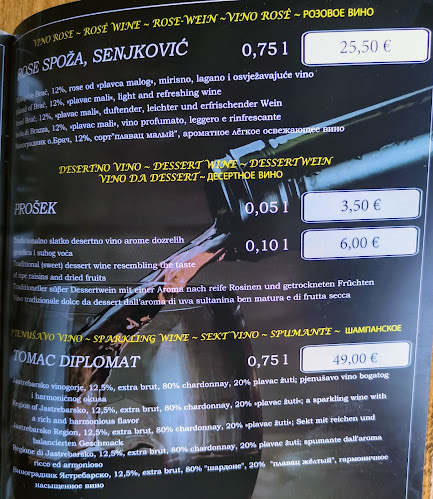 VINO ROSE ~ ROSÉ WINE ~ ROSE-WEIN ~ VINO ROSÉ ~ РОЗОВОЕ ВИНО
ROSE SPOŽA, SENJKOVIĆ 0,75 l 25,50 €
Brač, 12%, rose od ›plavca malog‹, mirisno, lagano i osvježavajuće vino
of Brač, 12%, ›plavac mali‹, light and refreshing wine
Brač, 12%, ›plavac mali‹, duftender, leichter und erfrischender Wein
di Brazza, 12%, ›plavac mali‹, vino profumato, leggero e rinfrescante
Виноградник о.Брач, 12%, сорт"плавац малый", ароматное лёгкое освежающее вино
DESERTNO VINO ~ DESSERT WINE ~ DESSERTWEIN
VINO DA DESSERT ~ ДЕСЕРТНОЕ ВИНО
PROŠEK 0,05 l 3,50 €
0,10 l 6,00 €
Tradicionalno slatko desertno vino arome dozrelih
grožđica i suhog voća
Traditional (sweet) dessert wine resembling the taste
of ripe raisins and dried fruits
Traditioneller süßer Dessertwein mit einer Aroma nach reife Rosinen und getrockneten Früchten
Vino tradizionale dolce da dessert dall'aroma di uva sultanina ben matura e di frutta secca
PJENUŠAVO VINO ~ SPARKLING WINE ~ SEKT VINO ~ SPUMANTE ~ ШАМПАНСКОЕ
TOMAC DIPLOMAT 0,75 l 49,00 €
Jastrebarsko vinogorje, 12,5%, extra brut, 80% chardonnay, 20% plavac žuti; pjenušavo vino bogatog
i harmoničnog okusa
Region of Jastrebarsko, 12,5%, extra brut, 80% chardonnay, 20% ›plavac žuti‹; a sparkling wine with
a rich and harmonious flavor
Jastrebarsko Region, 12,5%, extra brut, 80% chardonnay, 20% ›plavac žuti‹; Sekt mit reichen und
balancierten Geschmack
Regione di Jastrebarsko, 12,5%, extra brut, 80% chardonnay, 20% plavac žuti; spumante dall'aroma
ricco ed armonioso
Виноградник Ястребарско, 12,5%, extra brut, 80% "шардоне", 20% "плавац жёлтый", гармоничное
насыщенное вино